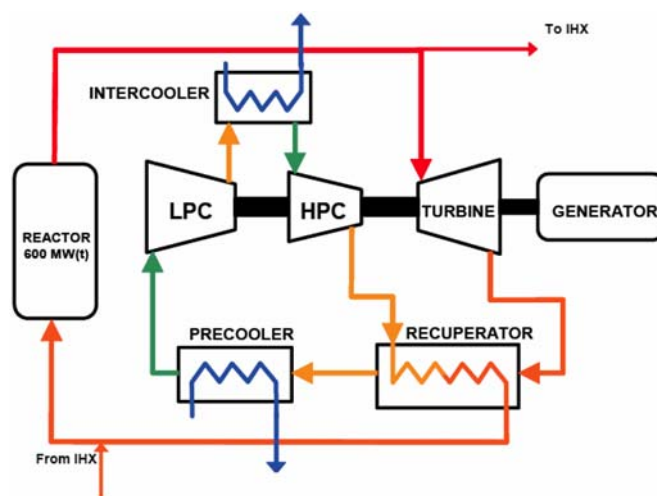 To IHX
INTERCOOLER
REACTOR
600 MW(t)
LPC
HPC
TURBINE
GENERATOR
PRECOOLER
RECUPERATOR
From IHX